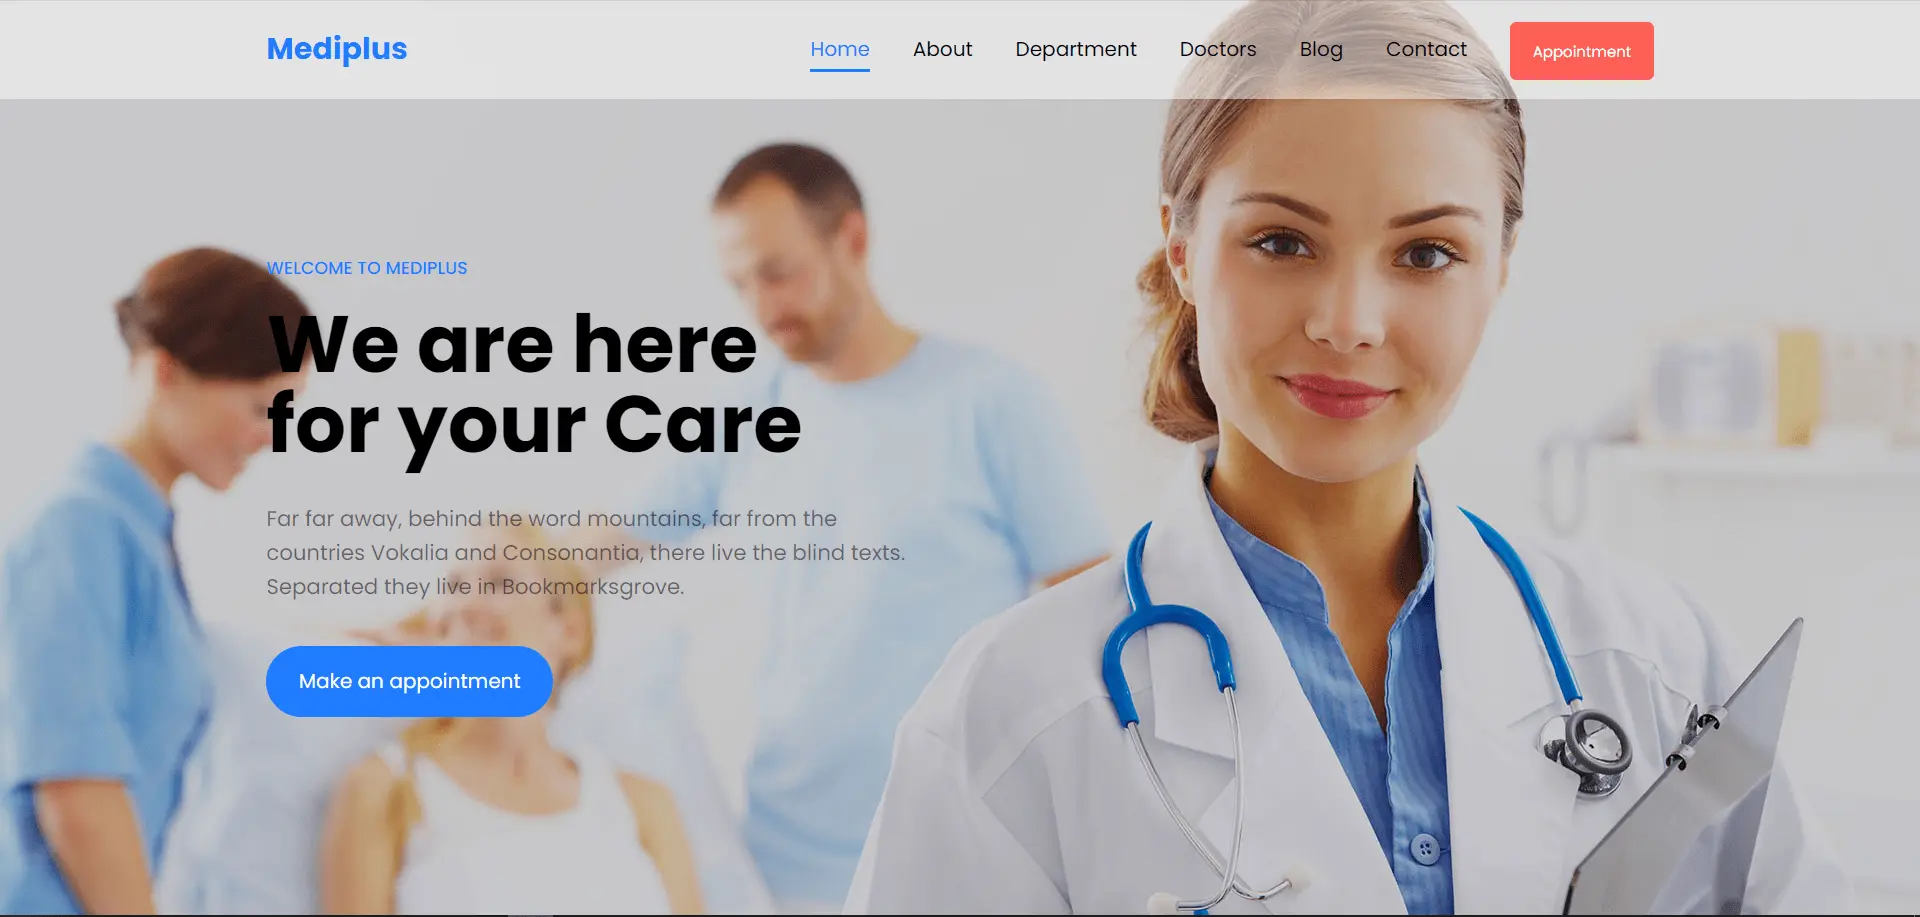 Mediplus
Home
About
Department
Doctors
Blog
Contact
Appointment
WELCOME TO MEDIPLUS
We are here
for your Care
Far far away, behind the word mountains, far from the
countries Vokalia and Consonantia, there live the blind texts.
Separated they live in Bookmarksgrove.
Make an appointment